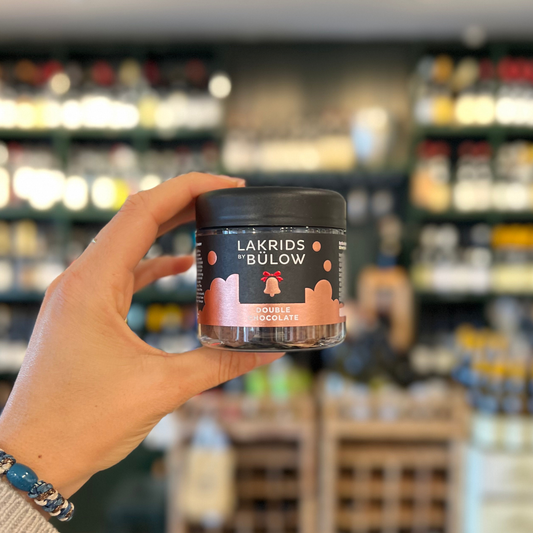 LAKRIDS
BY BÜLOW
DOUBLE
CHOCOLATE